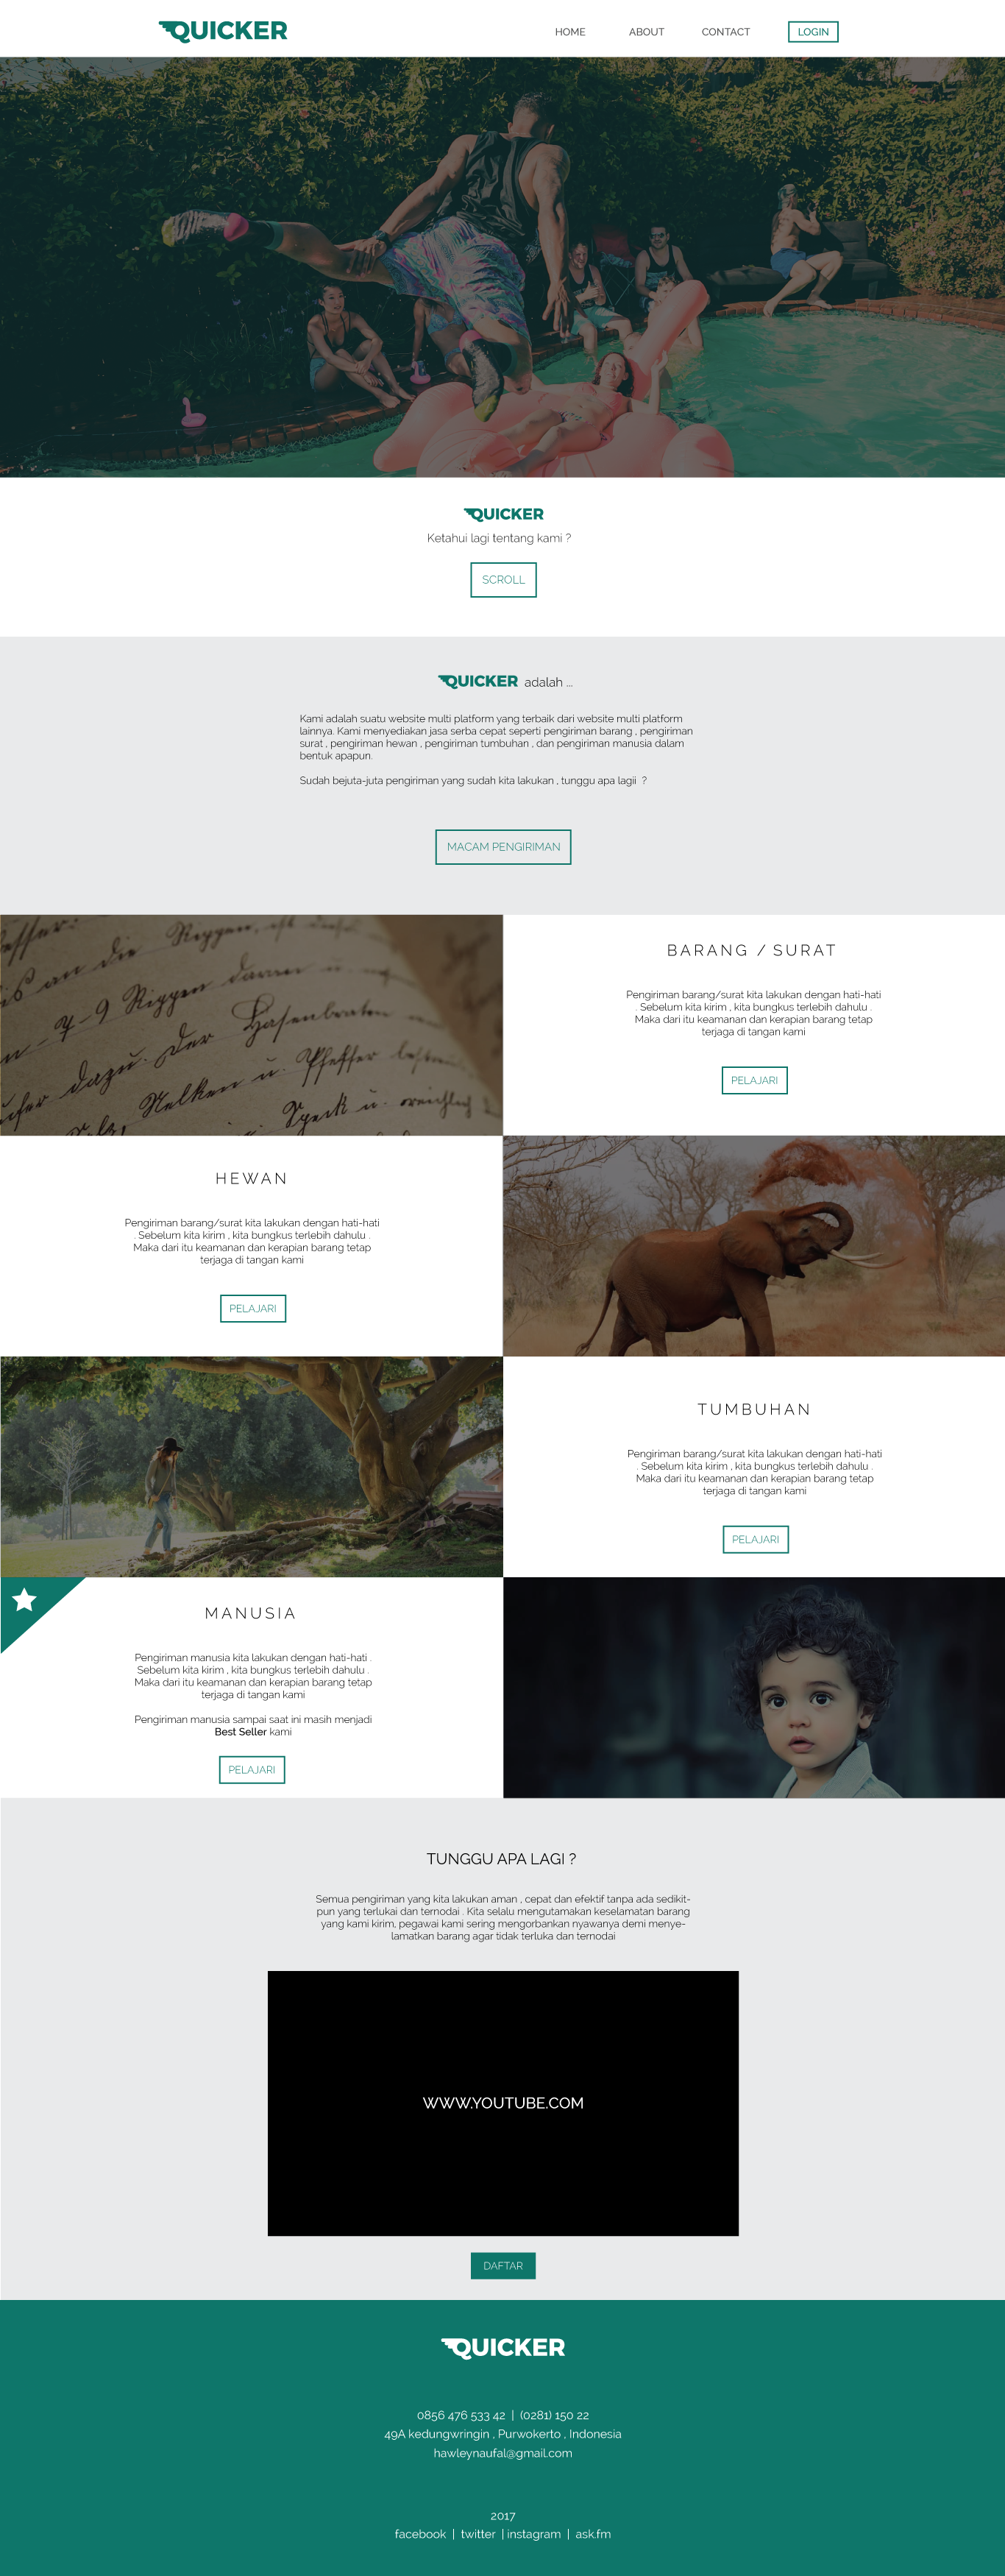 QUICKER
HOME ABOUT CONTACT LOGIN
QUICKER
Ketahui lagi tentang kami ?
SCROLL
QUICKER adalah ...
Kami adalah suatu website multi platform yang terbaik dari website multi platform
lainnya. Kami menyediakan jasa serba cepat seperti pengiriman barang , pengiriman
surat , pengiriman hewan , pengiriman tumbuhan , dan pengiriman manusia dalam
bentuk apapun.
Sudah bejuta-juta pengiriman yang sudah kita lakukan , tunggu apa lagii ?
MACAM PENGIRIMAN
BARANG / SURAT
Pengiriman barang/surat kita lakukan dengan hati-hati
. Sebelum kita kirim , kita bungkus terlebih dahulu .
Maka dari itu keamanan dan kerapian barang tetap
terjaga di tangan kami
PELAJARI
HEWAN
Pengiriman barang/surat kita lakukan dengan hati-hati
. Sebelum kita kirim , kita bungkus terlebih dahulu .
Maka dari itu keamanan dan kerapian barang tetap
terjaga di tangan kami
PELAJARI
TUMBUHAN
Pengiriman barang/surat kita lakukan dengan hati-hati
. Sebelum kita kirim , kita bungkus terlebih dahulu .
Maka dari itu keamanan dan kerapian barang tetap
terjaga di tangan kami
PELAJARI
MANUSIA
Pengiriman manusia kita lakukan dengan hati-hati .
Sebelum kita kirim , kita bungkus terlebih dahulu .
Maka dari itu keamanan dan kerapian barang tetap
terjaga di tangan kami
Pengiriman manusia sampai saat ini masih menjadi
Best Seller kami
PELAJARI
TUNGGU APA LAGI ?
Semua pengiriman yang kita lakukan aman , cepat dan efektif tanpa ada sedikit-
pun yang terlukai dan ternodai . Kita selalu mengutamakan keselamatan barang
yang kami kirim, pegawai kami sering mengorbankan nyawanya demi menye-
lamatkan barang agar tidak terluka dan ternodai
WWW.YOUTUBE.COM
DAFTAR
QUICKER
0856 476 533 42 | (0281) 150 22
49A kedungwringin , Purwokerto , Indonesia
hawleynaufal@gmail.com
2017
facebook | twitter | instagram | ask.fm